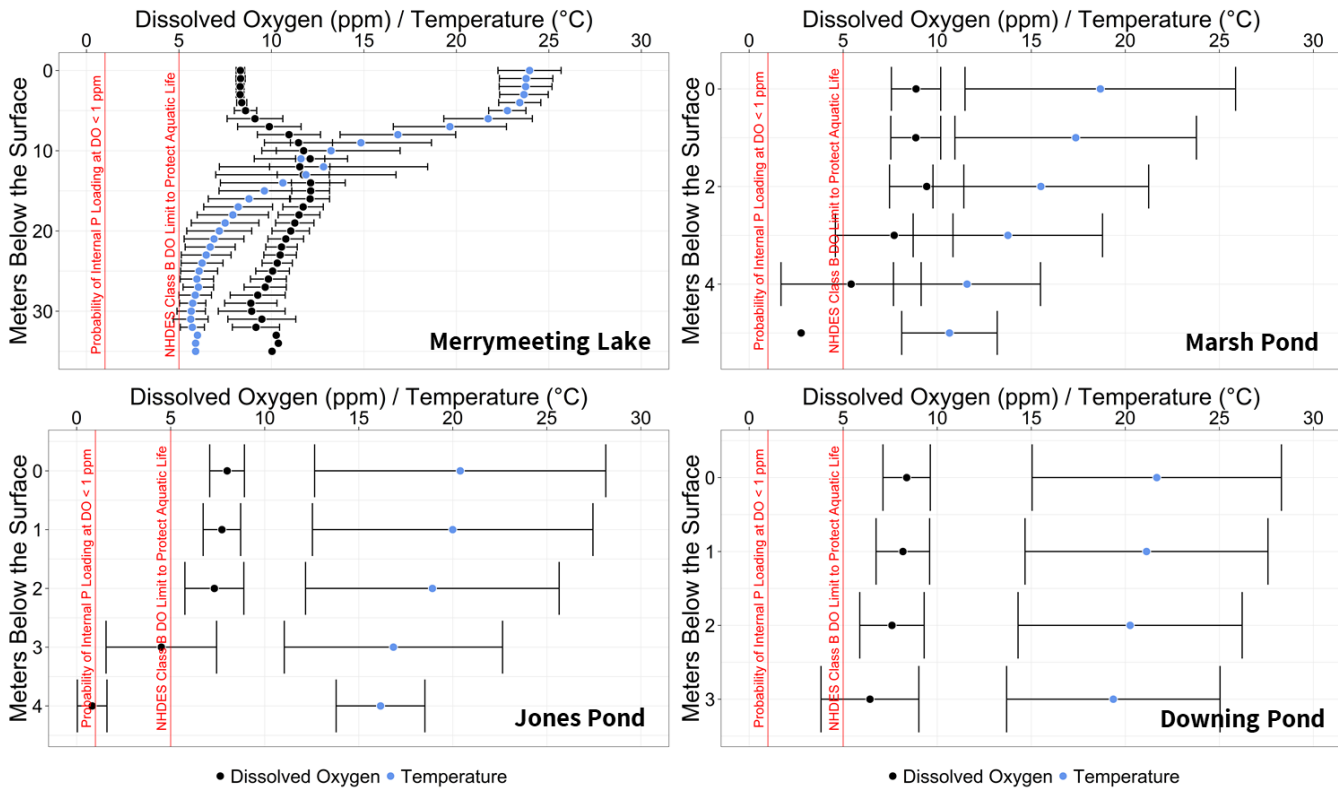 Dissolved Oxygen (ppm) / Temperature (°C)
0 5 10 15 20 25 30
Meters Below the Surface
0
10
20
30
Probability of Internal P Loading at DO < 1 ppm
NHDES Class B DO Limit to Protect Aquatic Life
Merrymeeting Lake
Dissolved Oxygen (ppm) / Temperature (°C)
0 5 10 15 20 25 30
Meters Below the Surface
0
2
4
Probability of Internal P Loading at DO < 1 ppm
NHDES Class B DO Limit to Protect Aquatic Life
Marsh Pond
Dissolved Oxygen (ppm) / Temperature (°C)
0 5 10 15 20 25 30
Meters Below the Surface
0
1
2
3
4
Probability of Internal P Loading at DO < 1 ppm
NHDES Class B DO Limit to Protect Aquatic Life
Jones Pond
Dissolved Oxygen (ppm) / Temperature (°C)
0 5 10 15 20 25 30
Meters Below the Surface
0
1
2
3
Probability of Internal P Loading at DO < 1 ppm
NHDES Class B DO Limit to Protect Aquatic Life
Downing Pond
Dissolved Oxygen Temperature
Dissolved Oxygen Temperature